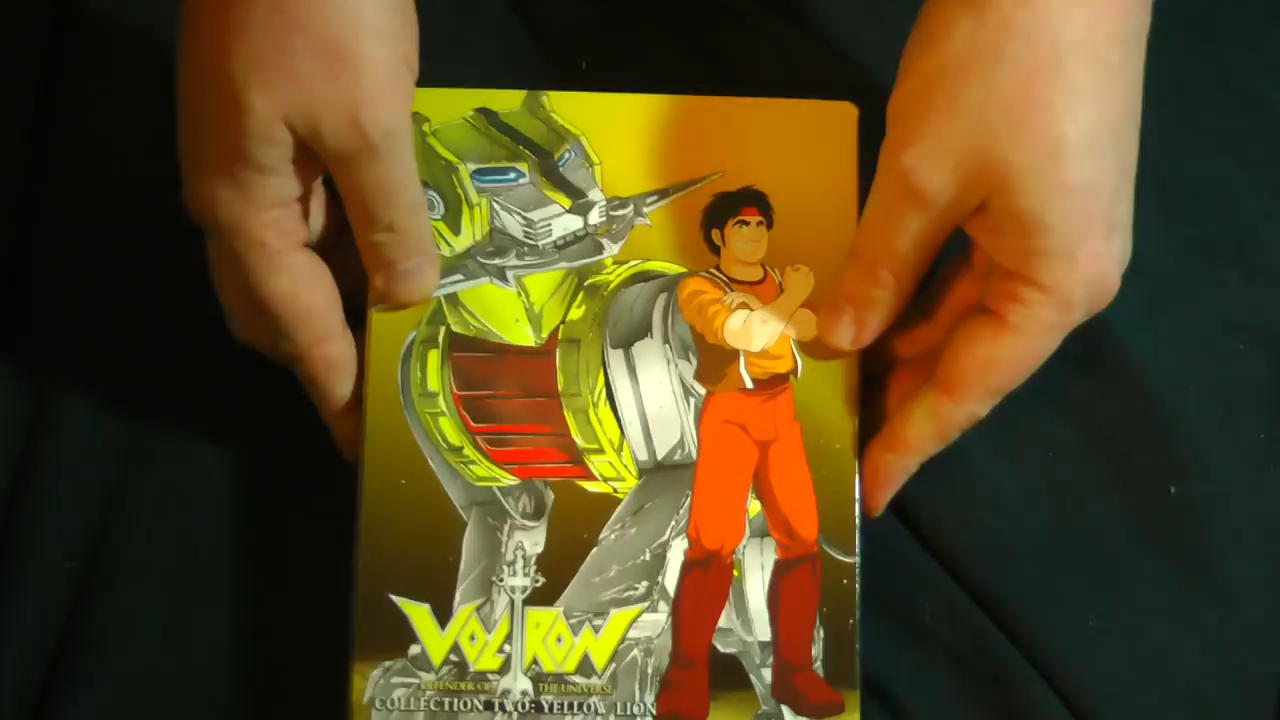 VOLTRON
DEFENDER OF THE UNIVERSE
COLLECTION TWO: YELLOW LION